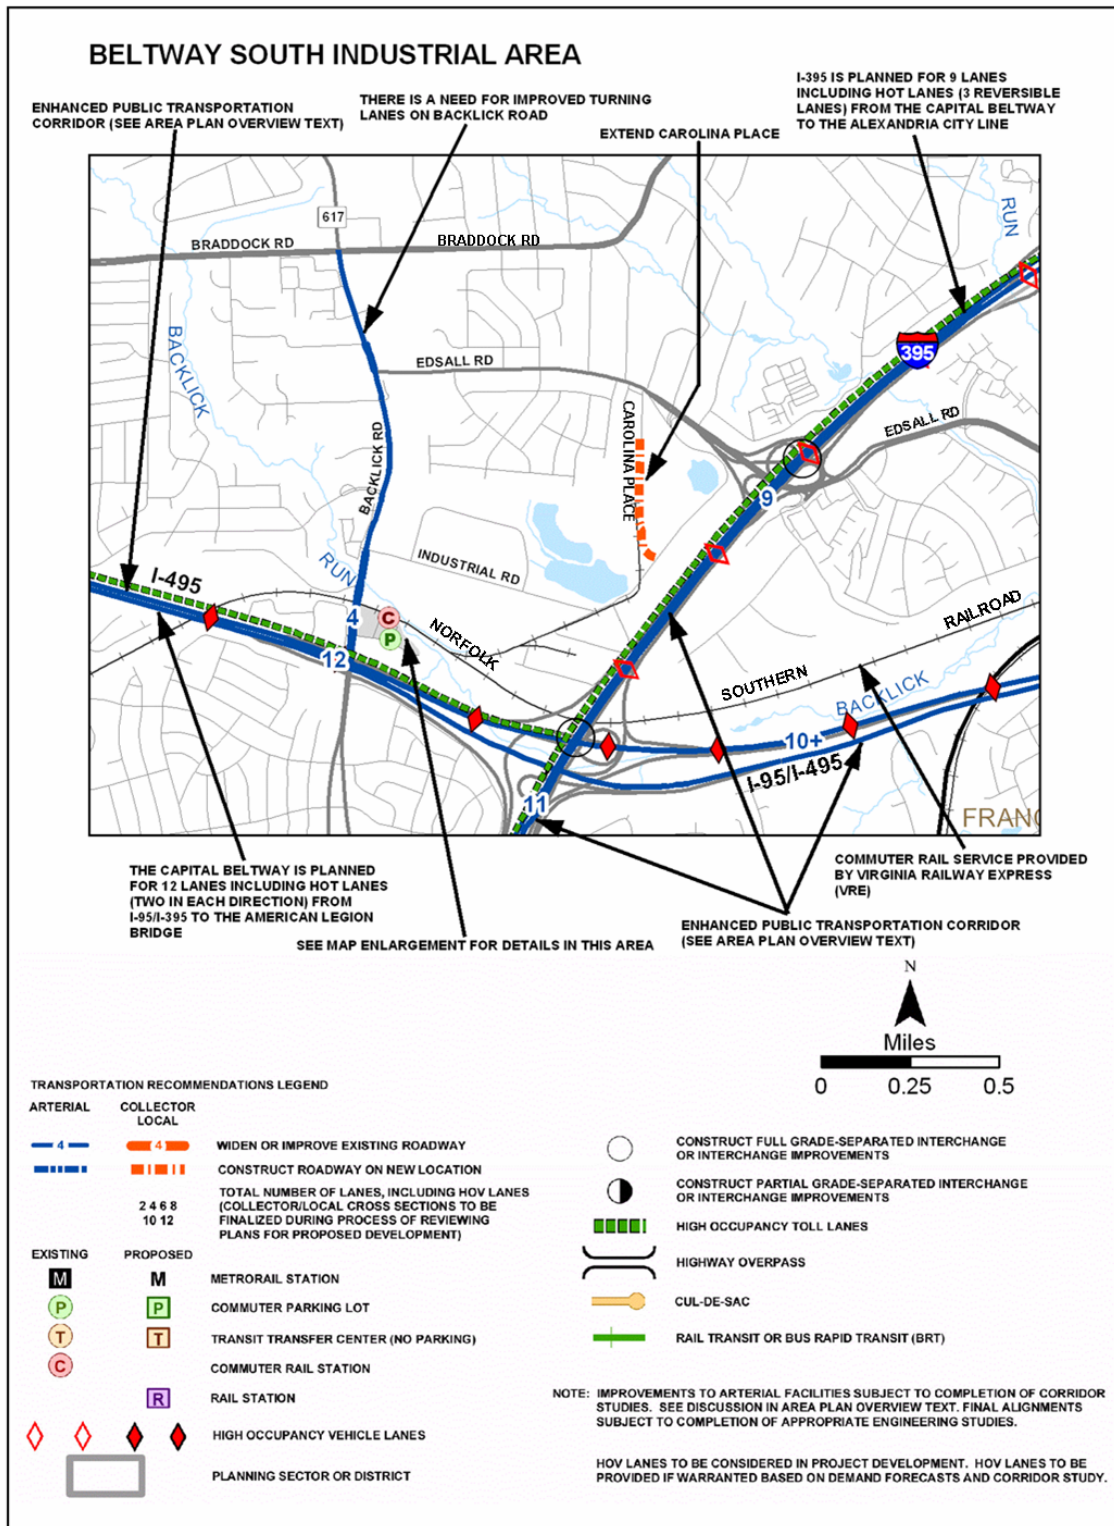 BELTWAY SOUTH INDUSTRIAL AREA
ENHANCED PUBLIC TRANSPORTATION
CORRIDOR (SEE AREA PLAN OVERVIEW TEXT)
THERE IS A NEED FOR IMPROVED TURNING
LANES ON BACKLICK ROAD
EXTEND CAROLINA PLACE
I-395 IS PLANNED FOR 9 LANES
INCLUDING HOT LANES (3 REVERSIBLE
LANES) FROM THE CAPITAL BELTWAY
TO THE ALEXANDRIA CITY LINE
617
BRADDOCK RD
BRADDOCK RD
RUN
BACKLICK
395
EDSALL RD
EDSALL RD
CAROLINA PLACE
BACKLICK RD
9
INDUSTRIAL RD
RUN
I-495
C
P
4
12
NORFOLK
SOUTHERN
RAILROAD
BACKLICK
10+
I-95/I-495
11
FRANC
THE CAPITAL BELTWAY IS PLANNED
FOR 12 LANES INCLUDING HOT LANES
(TWO IN EACH DIRECTION) FROM
I-95/I-395 TO THE AMERICAN LEGION
BRIDGE
SEE MAP ENLARGEMENT FOR DETAILS IN THIS AREA
COMMUTER RAIL SERVICE PROVIDED
BY VIRGINIA RAILWAY EXPRESS
(VRE)
ENHANCED PUBLIC TRANSPORTATION CORRIDOR
(SEE AREA PLAN OVERVIEW TEXT)
N
Miles
0 0.25 0.5
TRANSPORTATION RECOMMENDATIONS LEGEND
ARTERIAL COLLECTOR
LOCAL
4 4 WIDEN OR IMPROVE EXISTING ROADWAY
CONSTRUCT ROADWAY ON NEW LOCATION
2 4 6 8
10 12
TOTAL NUMBER OF LANES, INCLUDING HOV LANES
(COLLECTOR/LOCAL CROSS SECTIONS TO BE
FINALIZED DURING PROCESS OF REVIEWING
PLANS FOR PROPOSED DEVELOPMENT)
EXISTING PROPOSED
M M METRORAIL STATION
P P COMMUTER PARKING LOT
T T TRANSIT TRANSFER CENTER (NO PARKING)
C COMMUTER RAIL STATION
R RAIL STATION
HIGH OCCUPANCY VEHICLE LANES
PLANNING SECTOR OR DISTRICT
CONSTRUCT FULL GRADE-SEPARATED INTERCHANGE
OR INTERCHANGE IMPROVEMENTS
CONSTRUCT PARTIAL GRADE-SEPARATED INTERCHANGE
OR INTERCHANGE IMPROVEMENTS
HIGH OCCUPANCY TOLL LANES
HIGHWAY OVERPASS
CUL-DE-SAC
RAIL TRANSIT OR BUS RAPID TRANSIT (BRT)
NOTE: IMPROVEMENTS TO ARTERIAL FACILITIES SUBJECT TO COMPLETION OF CORRIDOR
STUDIES. SEE DISCUSSION IN AREA PLAN OVERVIEW TEXT. FINAL ALIGNMENTS
SUBJECT TO COMPLETION OF APPROPRIATE ENGINEERING STUDIES.
HOV LANES TO BE CONSIDERED IN PROJECT DEVELOPMENT. HOV LANES TO BE
PROVIDED IF WARRANTED BASED ON DEMAND FORECASTS AND CORRIDOR STUDY.